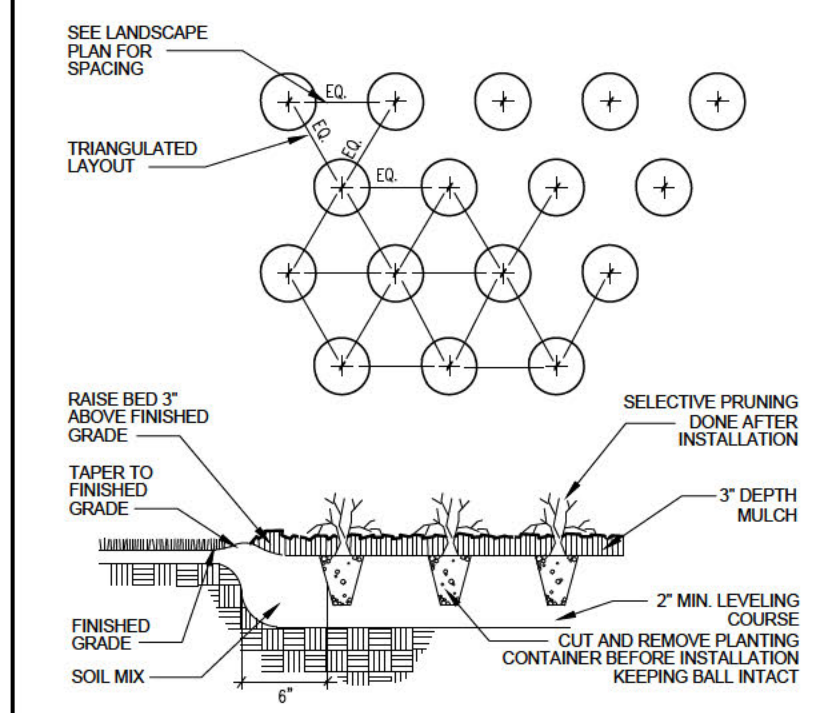 SEE LANDSCAPE
PLAN FOR
SPACING
EQ.
TRIANGULATED
LAYOUT
EQ.
EQ.
EQ.
RAISE BED 3"
ABOVE FINISHED
GRADE
TAPER TO
FINISHED
GRADE
FINISHED
GRADE
SOIL MIX
6"
SELECTIVE PRUNING
DONE AFTER
INSTALLATION
3" DEPTH
MULCH
2" MIN. LEVELING
COURSE
CUT AND REMOVE PLANTING
CONTAINER BEFORE INSTALLATION
KEEPING BALL INTACT